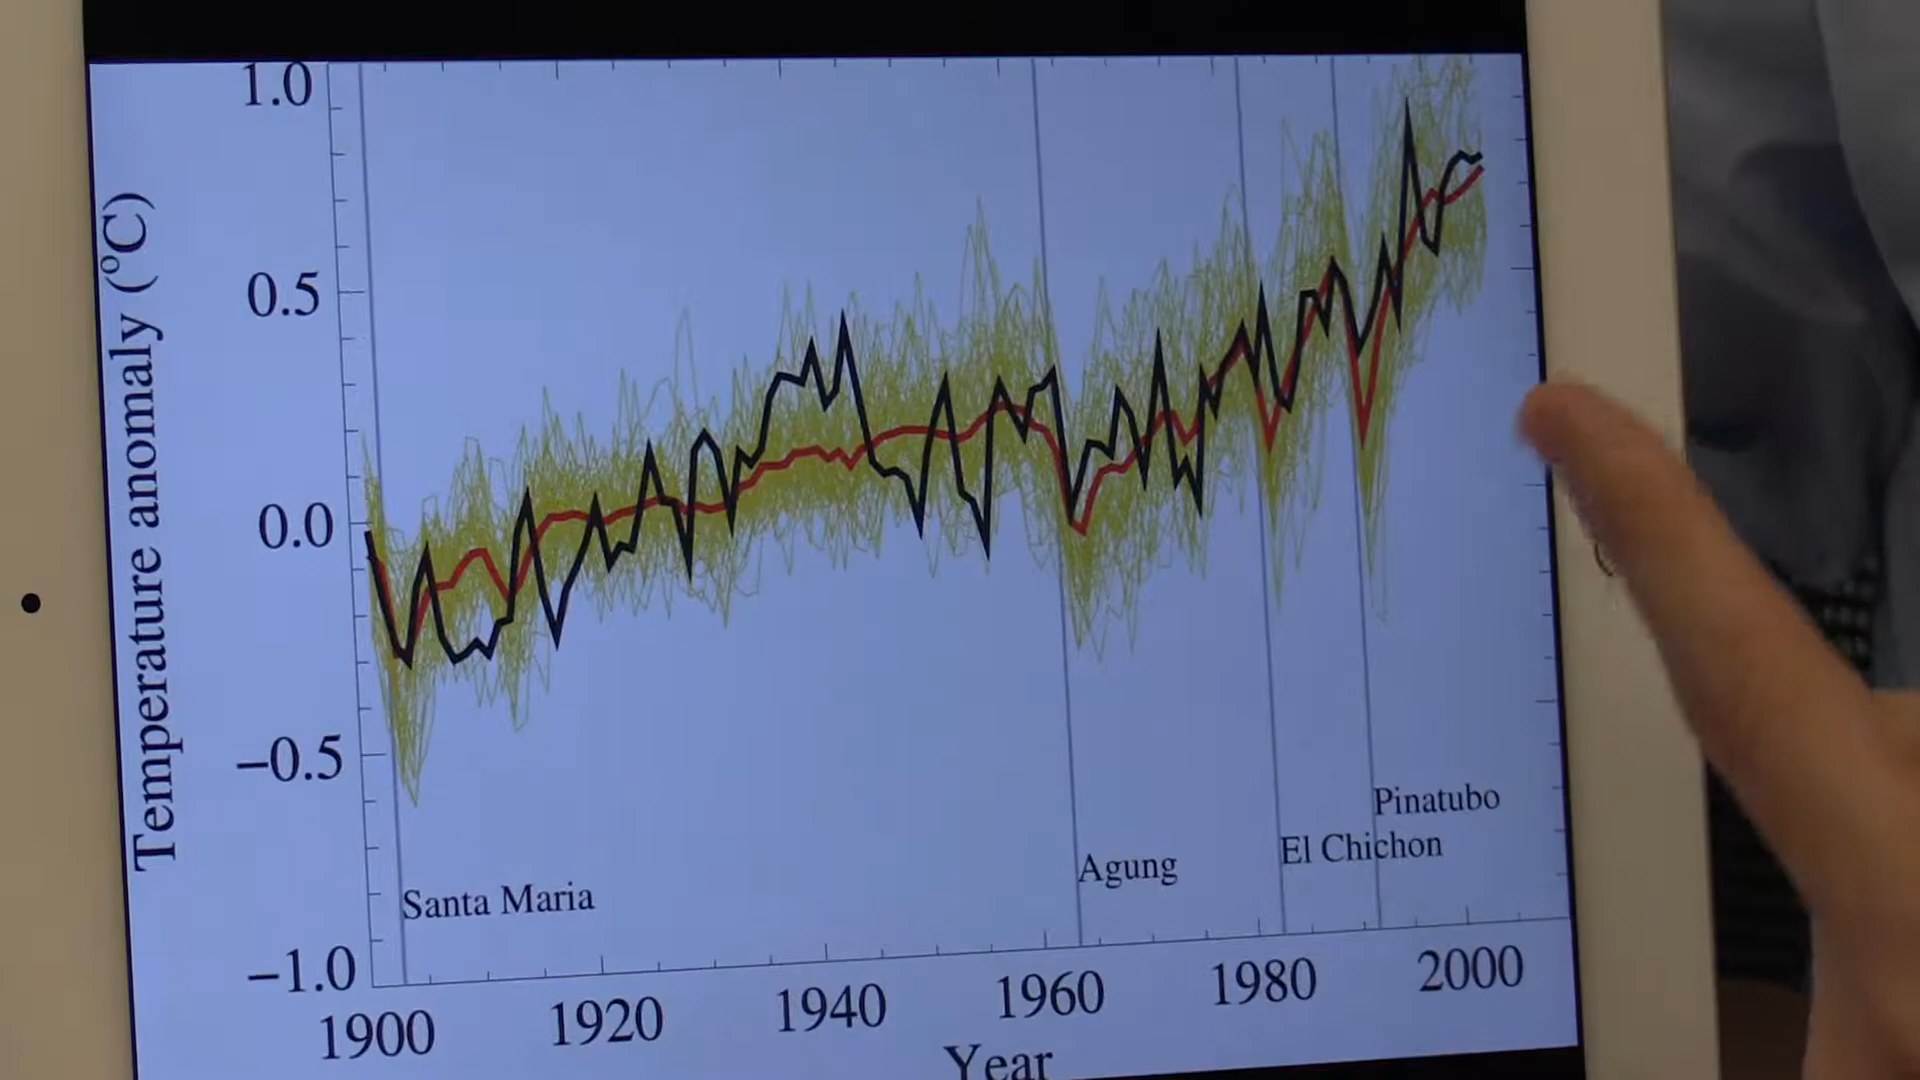 Temperature anomaly (°C)
1.0
0.5
0.0
−0.5
−1.0
Pinatubo
El Chichon
Agung
Santa Maria
1900 1920 1940 1960 1980 2000
Year